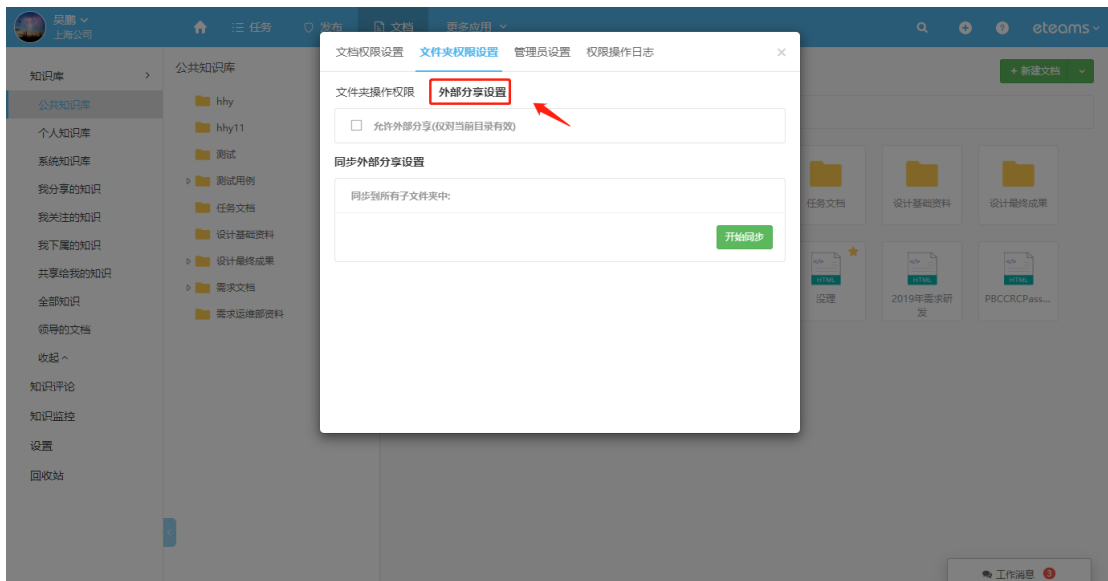 吴鹏
上海公司
任务
发布
文档
更多应用
eteams
知识库
公共知识库
个人知识库
系统知识库
我分享的知识
我关注的知识
我下属的知识
共享给我的知识
全部知识
领导的文档
收起
知识评论
知识监控
设置
回收站
公共知识库
hhy
hhy11
测试
测试用例
任务文档
设计基础资料
设计最终成果
需求文档
需求运维部资料
文档权限设置 文件夹权限设置 管理员设置 权限操作日志 ×
文件夹操作权限 外部分享设置
允许外部分享(仅对当前目录有效)
同步外部分享设置
同步到所有子文件夹中:
开始同步
+ 新建文档
任务文档 设计基础资料 设计最终成果
HTML HTML HTML
没理 2019年需求研发 PBCCRCPass...
工作消息 3